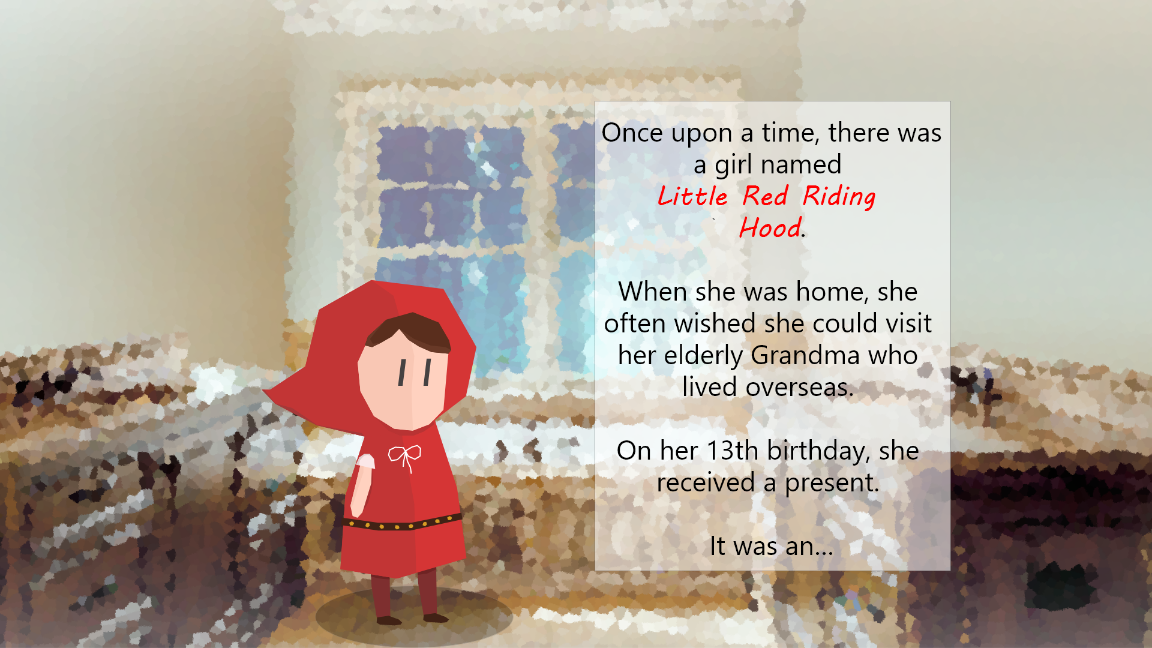 Once upon a time, there was
a girl named
Little Red Riding
Hood.
When she was home, she
often wished she could visit
her elderly Grandma who
lived overseas.
On her 13th birthday, she
received a present.
It was an...